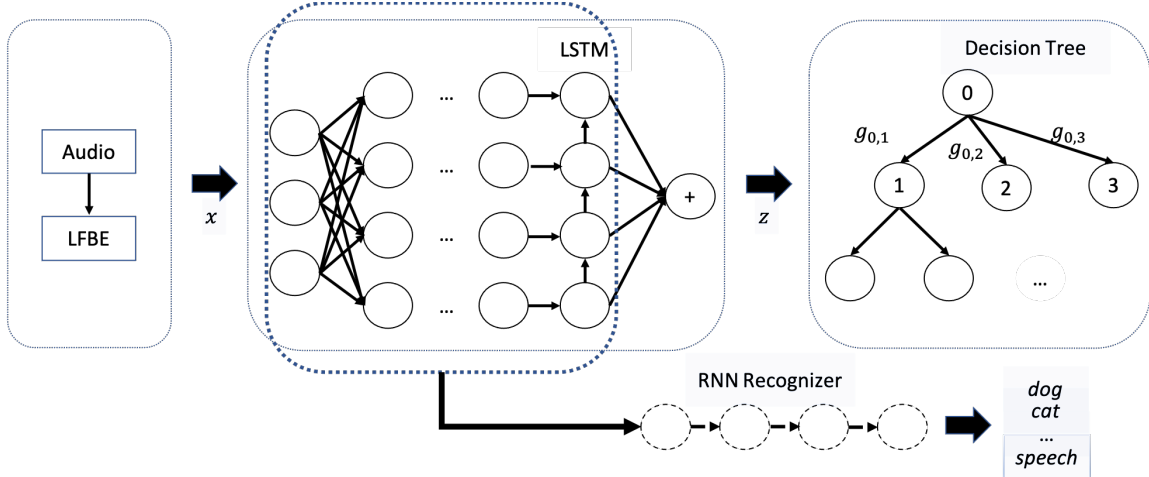 Audio
LFBE
x
LSTM
...
...
...
...
+
z
Decision Tree
0
g0,1
g0,2
g0,3
1
2
3
...
RNN Recognizer
dog
cat
...
speech